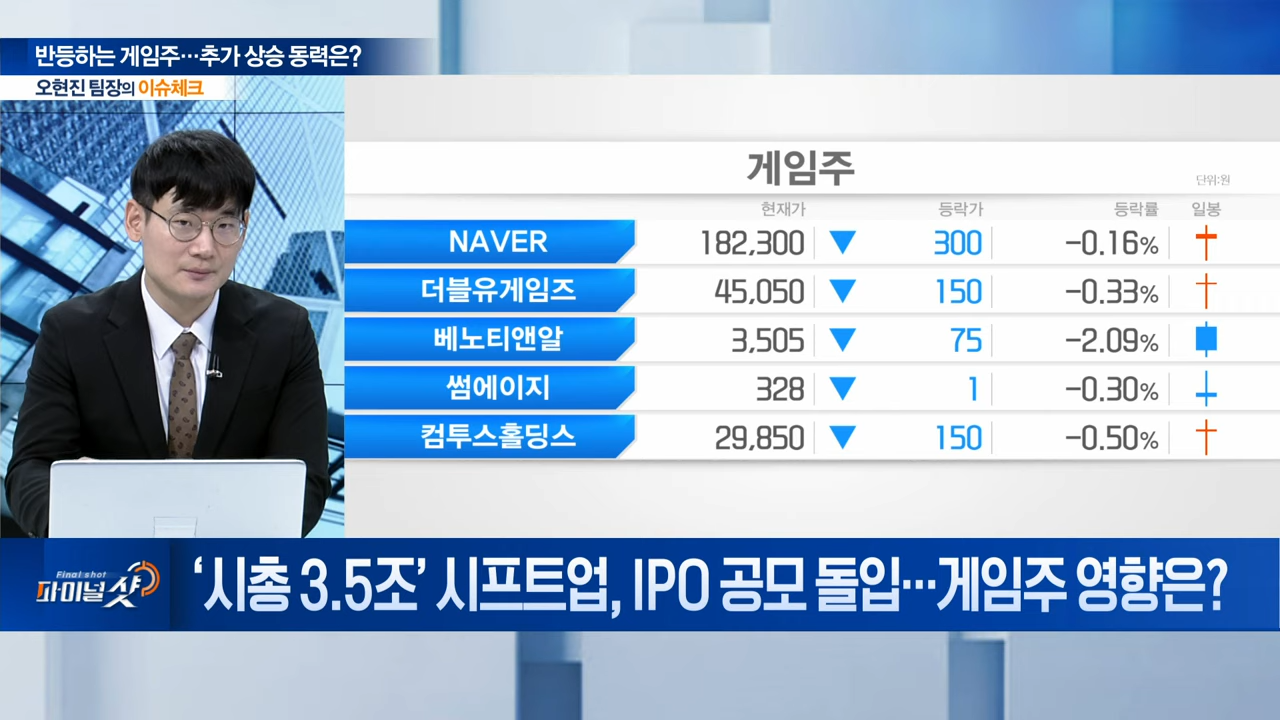 반등하는 게임주…추가 상승 동력은?
오현진 팀장의 이슈체크
게임주
단위:원
현재가 등락가 등락률 일봉
NAVER 182,300 ▼ 300 -0.16%
더블유게임즈 45,050 ▼ 150 -0.33%
베노티앤알 3,505 ▼ 75 -2.09%
썸에이지 328 ▼ 1 -0.30%
컴투스홀딩스 29,850 ▼ 150 -0.50%
Final shot
파이널 샷
‘시총 3.5조’ 시프트업, IPO 공모 돌입…게임주 영향은?